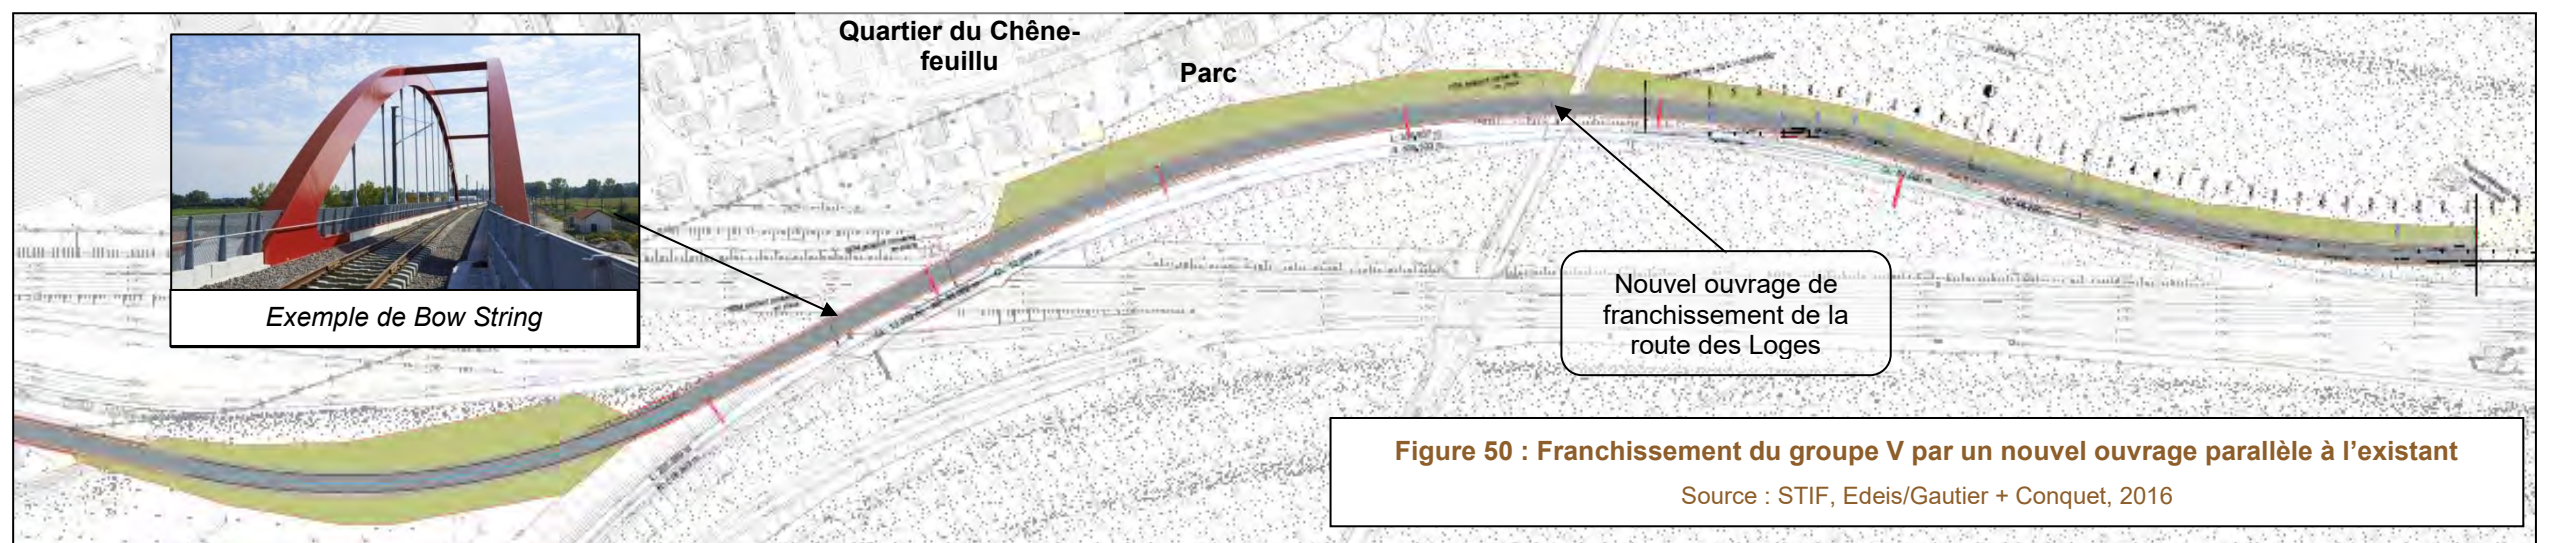 Quartier du Chêne-
feuillu
Parc
Exemple de Bow String
Nouvel ouvrage de
franchissement de la
route des Loges
Figure 50 : Franchissement du groupe V par un nouvel ouvrage parallèle à l'existant
Source : STIF, Edeis/Gautier + Conquet, 2016